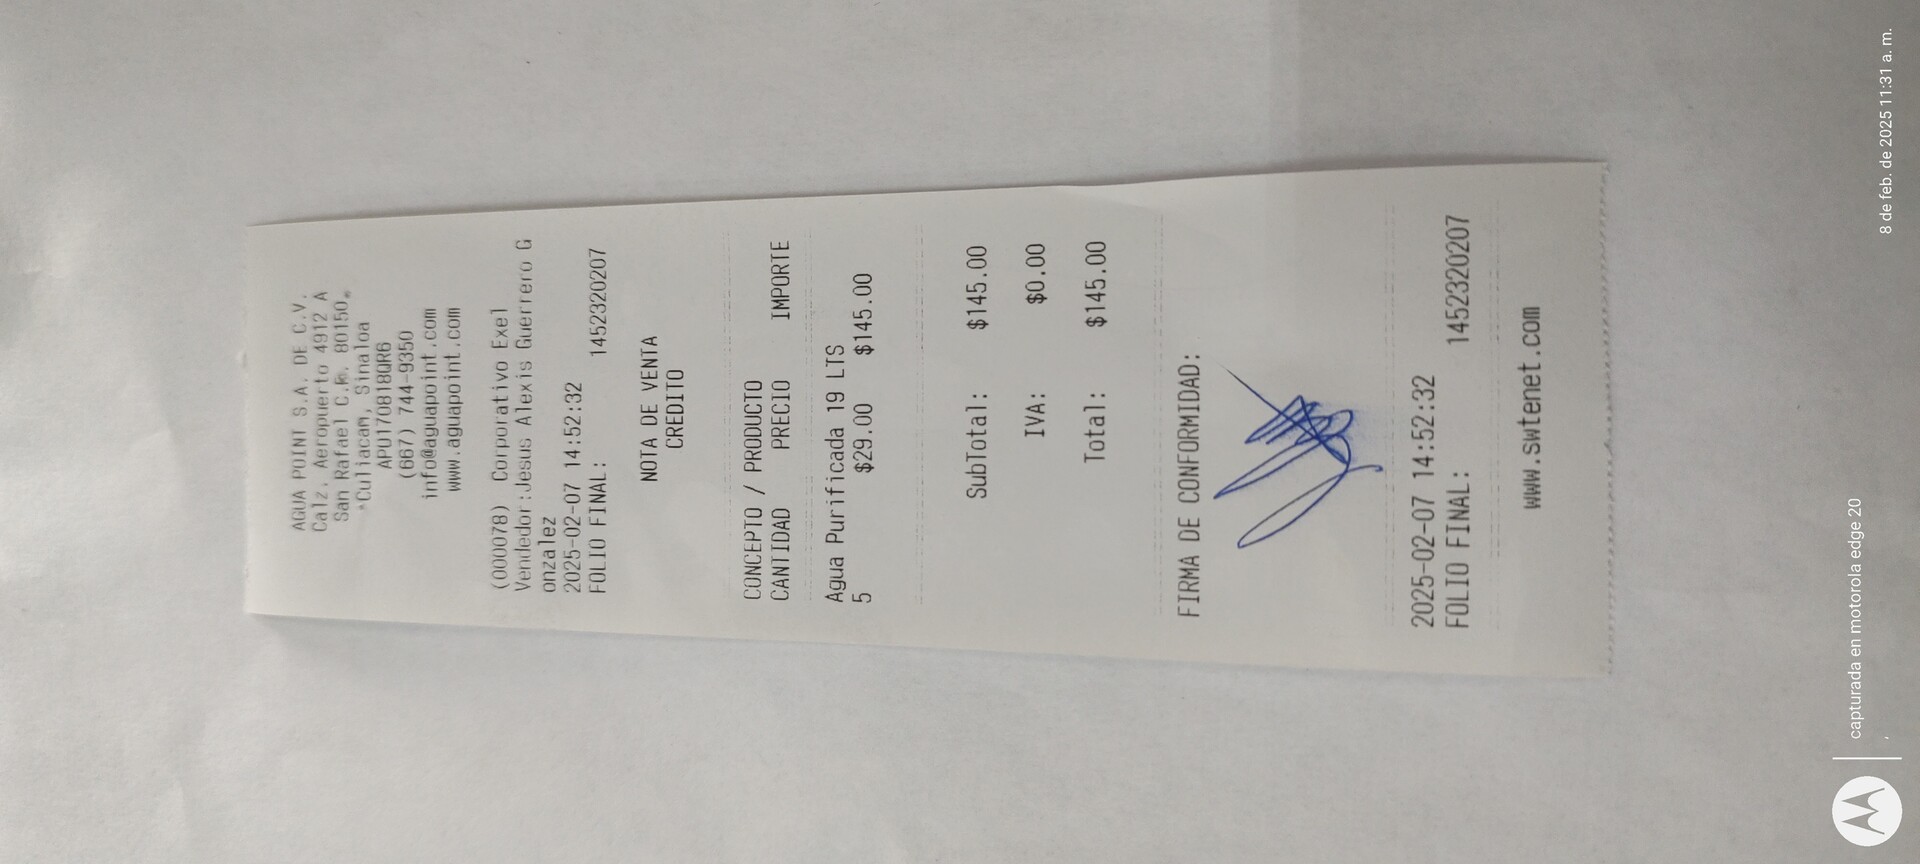 AGUA POINT S.A. DE C.V.
Calz. Aeropuerto 4912 A
San Rafael C.P. 80150.
*Culiacan, Sinaloa
APO170818QR6
(667) 744-9350
info@aguapoint.com
www.aguapoint.com
(000078) Corporativo Exel
Vendedor:Jesus Alexis Guerrero G
onzalez
2025-02-07 14:52:32
FOLIO FINAL: 1452320207
NOTA DE VENTA
CREDITO
CONCEPTO / PRODUCTO
CANTIDAD PRECIO IMPORTE
Agua Purificada 19 LTS
5 $29.00 $145.00
SubTotal: $145.00
IVA: $0.00
Total: $145.00
FIRMA DE CONFORMIDAD:
2025-02-07 14:52:32
FOLIO FINAL: 1452320207
www.swtenet.com
capturada en motorola edge 20
8 de feb. de 2025 11:31 a. m.